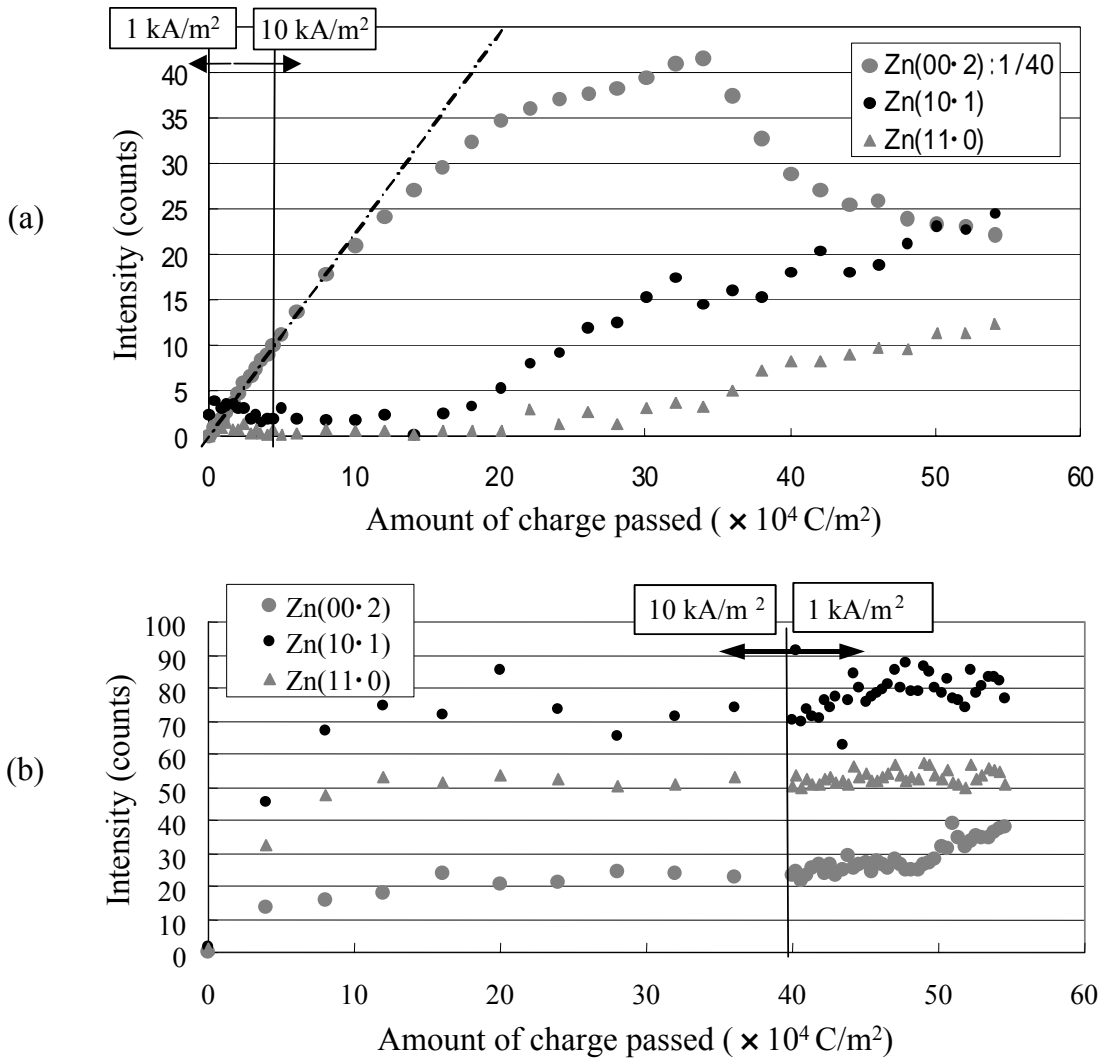 (a)
1 kA/m²
10 kA/m²
Zn(00•2):1/40
Zn(10•1)
Zn(11•0)
Intensity (counts)
40
35
30
25
20
15
10
5
0
0 10 20 30 40 50 60
Amount of charge passed ( × 10⁴ C/m²)
(b)
Zn(00•2)
Zn(10•1)
Zn(11•0)
10 kA/m ²
1 kA/m²
Intensity (counts)
100
90
80
70
60
50
40
30
20
10
0
0 10 20 30 40 50 60
Amount of charge passed ( × 10⁴ C/m²)